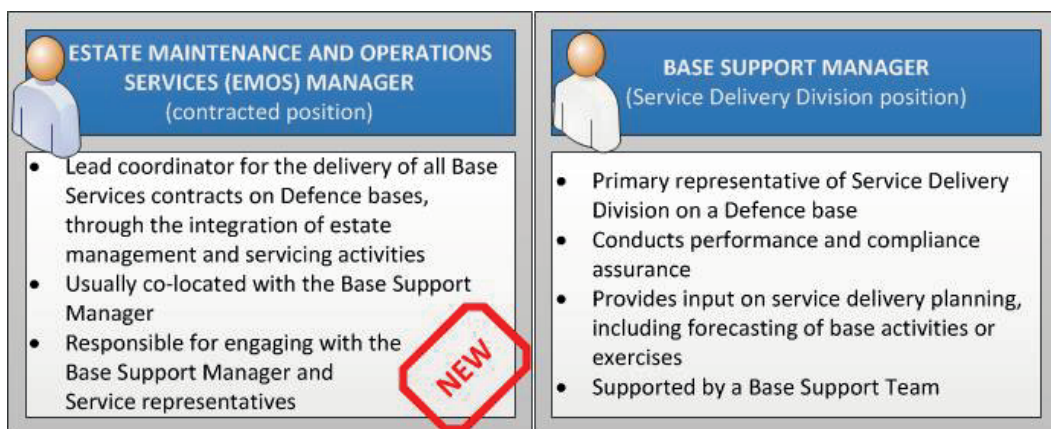 ESTATE MAINTENANCE AND OPERATIONS
SERVICES (EMOS) MANAGER
(contracted position)
• Lead coordinator for the delivery of all Base
Services contracts on Defence bases,
through the integration of estate
management and servicing activities
• Usually co-located with the Base Support
Manager
• Responsible for engaging with the
Base Support Manager and
Service representatives
NEW
BASE SUPPORT MANAGER
(Service Delivery Division position)
• Primary representative of Service Delivery
Division on a Defence base
• Conducts performance and compliance
assurance
• Provides input on service delivery planning,
including forecasting of base activities or
exercises
• Supported by a Base Support Team